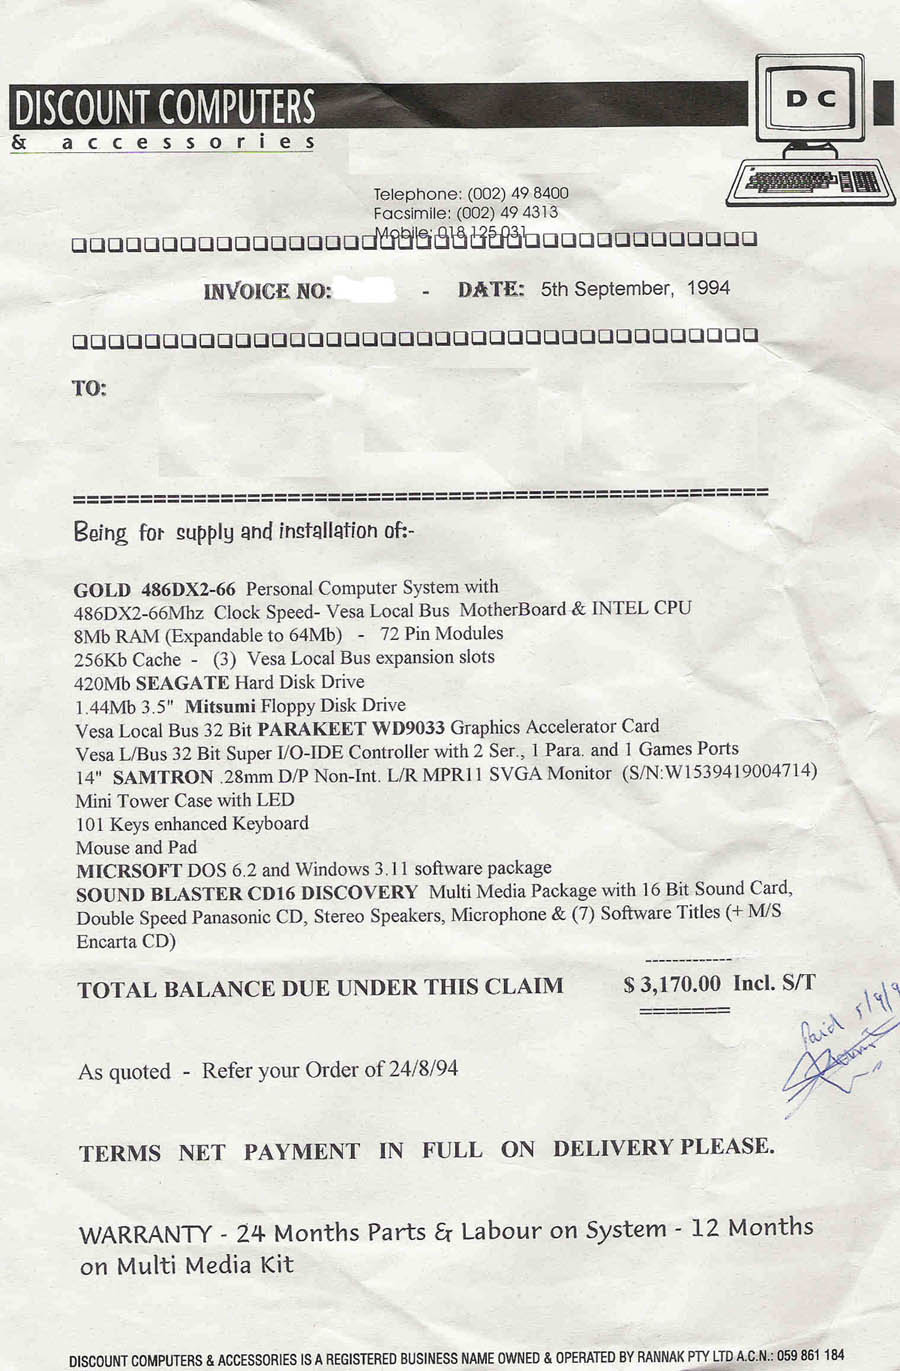 DISCOUNT COMPUTERS
& accessories
D C
Telephone: (002) 49 8400
Facsimile: (002) 49 4313
Mobile: 018 125 031
INVOICE NO: - DATE: 5th September, 1994
TO:
Being for supply and installation of:-
GOLD 486DX2-66 Personal Computer System with
486DX2-66Mhz Clock Speed- Vesa Local Bus MotherBoard & INTEL CPU
8Mb RAM (Expandable to 64Mb) - 72 Pin Modules
256Kb Cache - (3) Vesa Local Bus expansion slots
420Mb SEAGATE Hard Disk Drive
1.44Mb 3.5" Mitsumi Floppy Disk Drive
Vesa Local Bus 32 Bit PARAKEET WD9033 Graphics Accelerator Card
Vesa L/Bus 32 Bit Super I/O-IDE Controller with 2 Ser., 1 Para. and 1 Games Ports
14" SAMTRON .28mm D/P Non-Int. L/R MPR11 SVGA Monitor (S/N:W1539419004714)
Mini Tower Case with LED
101 Keys enhanced Keyboard
Mouse and Pad
MICRSOFT DOS 6.2 and Windows 3.11 software package
SOUND BLASTER CD16 DISCOVERY Multi Media Package with 16 Bit Sound Card,
Double Speed Panasonic CD, Stereo Speakers, Microphone & (7) Software Titles (+ M/S
Encarta CD)
TOTAL BALANCE DUE UNDER THIS CLAIM $ 3,170.00 Incl. S/T
Paid 5/9/9
As quoted - Refer your Order of 24/8/94
TERMS NET PAYMENT IN FULL ON DELIVERY PLEASE.
WARRANTY - 24 Months Parts & Labour on System - 12 Months
on Multi Media Kit
DISCOUNT COMPUTERS & ACCESSORIES IS A REGISTERED BUSINESS NAME OWNED & OPERATED BY RANNAK PTY LTD A.C.N.: 059 861 184